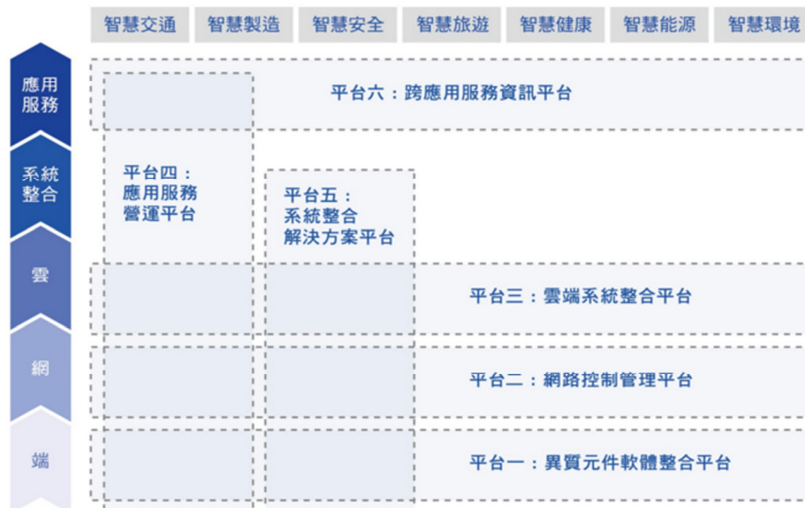 智慧交通 智慧製造 智慧安全 智慧旅遊 智慧健康 智慧能源 智慧環境
應用
服務
平台六：跨應用服務資訊平台
系統
整合
平台四：
應用服務
營運平台
平台五：
系統整合
解決方案平台
雲
平台三：雲端系統整合平台
網
平台二：網路控制管理平台
端
平台一：異質元件軟體整合平台